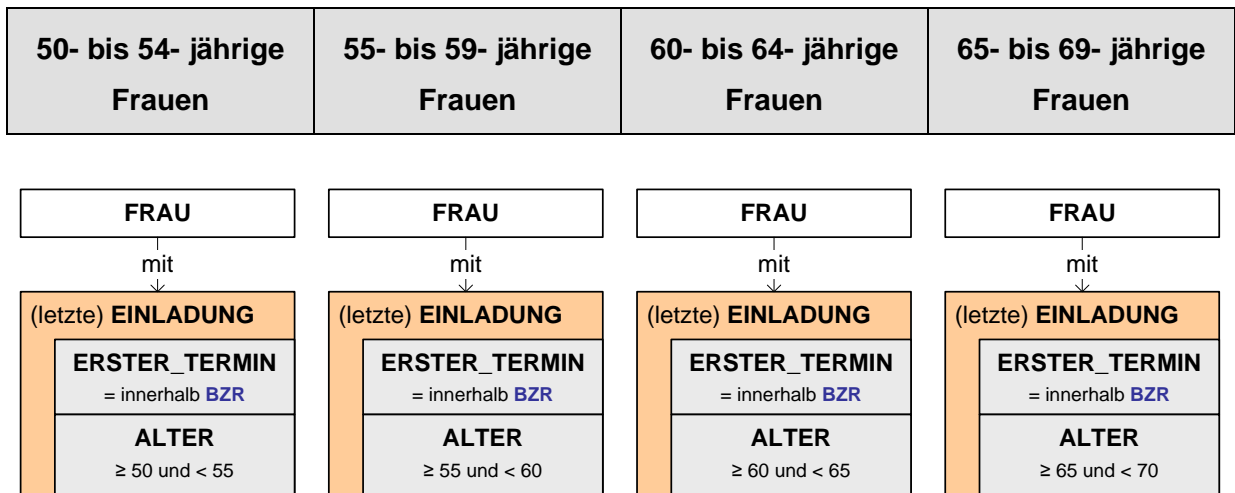 50- bis 54- jährige
Frauen
55- bis 59- jährige
Frauen
60- bis 64- jährige
Frauen
65- bis 69- jährige
Frauen
FRAU
mit
(letzte) EINLADUNG
ERSTER_TERMIN
= innerhalb BZR
ALTER
≥ 50 und < 55
FRAU
mit
(letzte) EINLADUNG
ERSTER_TERMIN
= innerhalb BZR
ALTER
≥ 55 und < 60
FRAU
mit
(letzte) EINLADUNG
ERSTER_TERMIN
= innerhalb BZR
ALTER
≥ 60 und < 65
FRAU
mit
(letzte) EINLADUNG
ERSTER_TERMIN
= innerhalb BZR
ALTER
≥ 65 und < 70